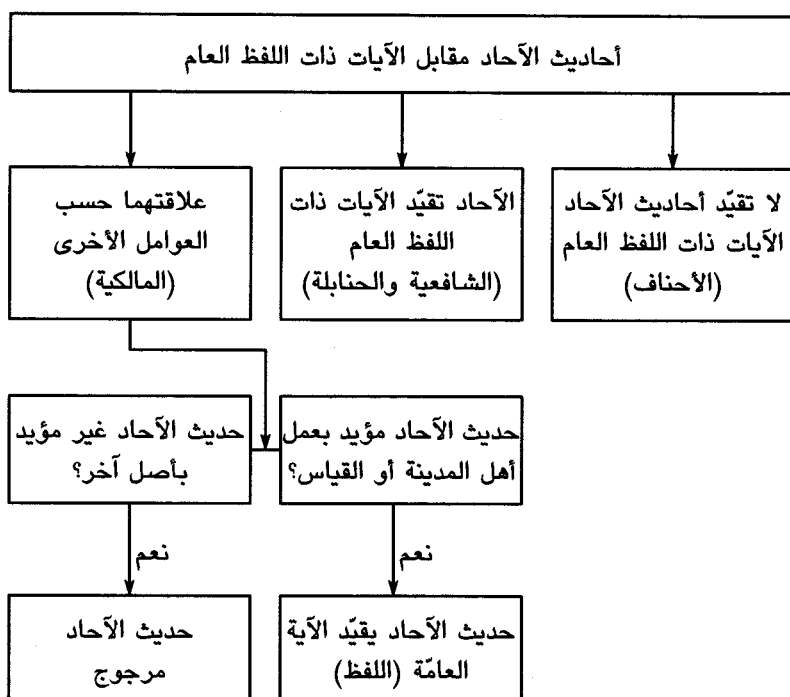 أحاديث الآحاد مقابل الآيات ذات اللفظ العام
لا تقيّد أحاديث الآحاد
الآيات ذات اللفظ العام
(الأحناف)
الآحاد تقيّد الآيات ذات
اللفظ العام
(الشافعية والحنابلة)
علاقتهما حسب
العوامل الأخرى
(المالكية)
حديث الآحاد مؤيد بعمل
أهل المدينة أو القياس؟
حديث الآحاد غير مؤيد
بأصل آخر؟
نعم
نعم
حديث الآحاد يقيّد الآية
العامّة (اللفظ)
حديث الآحاد
مرجوج